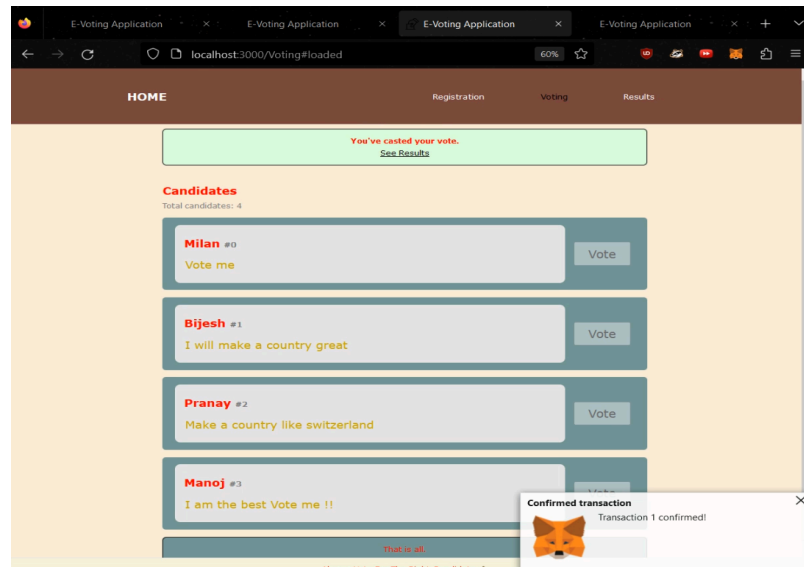 E-Voting Application E-Voting Application E-Voting Application E-Voting Application
localhost:3000/Voting#loaded 60%
HOME Registration Voting Results
You've casted your vote.
See Results
Candidates
Total candidates: 4
Milan #0
Vote me
Vote
Bijesh #1
I will make a country great
Vote
Pranay #2
Make a country like switzerland
Vote
Manoj #3
I am the best Vote me !!
Vote
Confirmed transaction
Transaction 1 confirmed!
That is all.